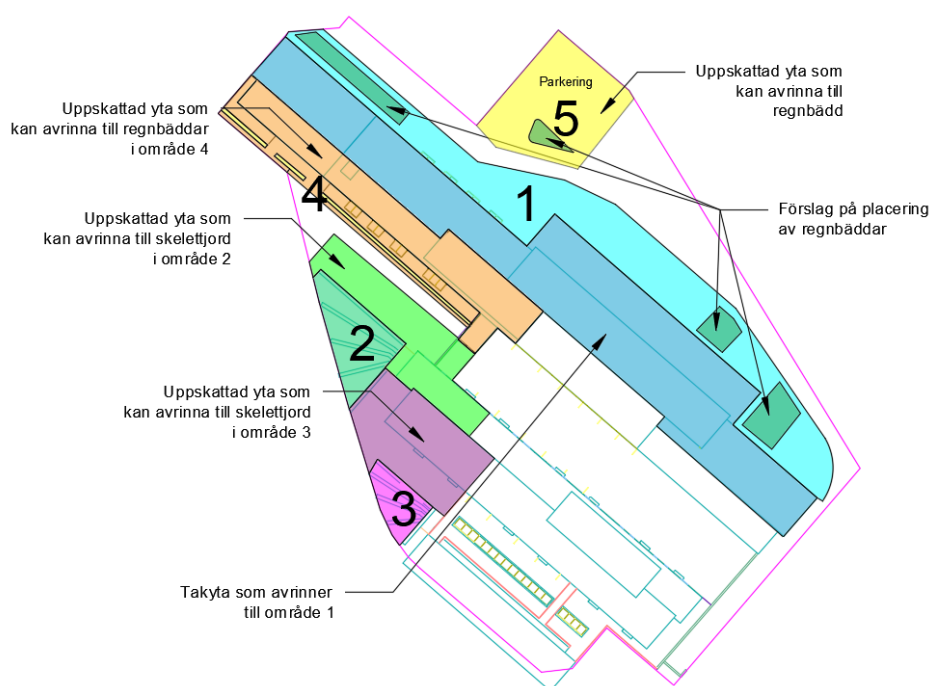 Parkering
5
Uppskattad yta som
kan avrinna till
regnbädd
Uppskattad yta som
kan avrinna till regnbäddar
i område 4
4
1
Förslag på placering
av regnbäddar
Uppskattad yta som
kan avrinna till skelettjord
i område 2
2
Uppskattad yta som
kan avrinna till skelettjord
i område 3
3
Takyta som avrinner
till område 1